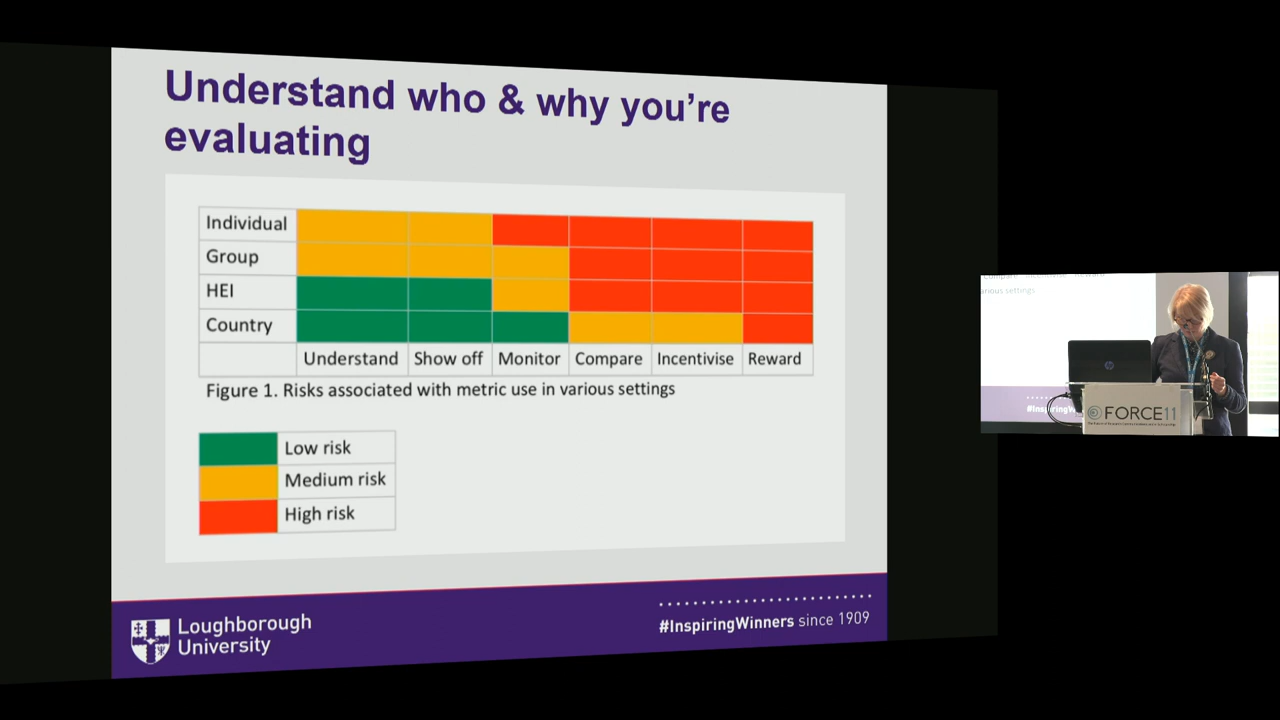 Understand who & why you're
evaluating
Individual
Group
HEI
Country
Understand Show off Monitor Compare Incentivise Reward
Figure 1. Risks associated with metric use in various settings
Low risk
Medium risk
High risk
Loughborough
University
#InspiringWinners since 1909
various settings
FORCE11